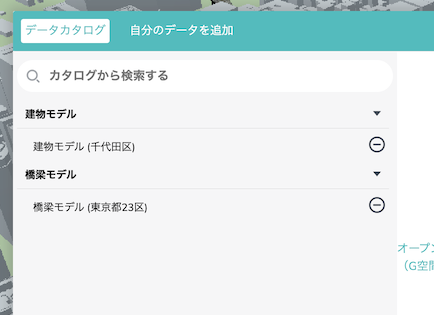 データカタログ
自分のデータを追加
カタログから検索する
建物モデル
建物モデル (千代田区)
橋梁モデル
橋梁モデル (東京都23区)
オープン
（G空間